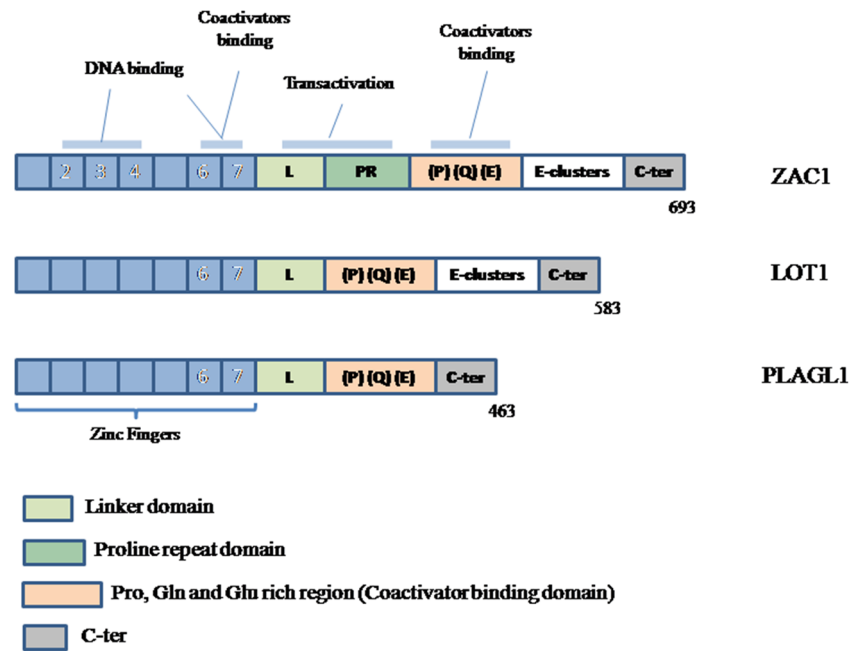 Coactivators
binding
Coactivators
binding
DNA binding
Transactivation
2 3 4 6 7 L PR (P) (Q) (E) E-clusters C-ter
ZAC1
693
6 7 L (P) (Q) (E) E-clusters C-ter
LOT1
583
6 7 L (P) (Q) (E) C-ter
PLAGL1
463
Zinc Fingers
Linker domain
Proline repeat domain
Pro, Gln and Glu rich region (Coactivator binding domain)
C-ter